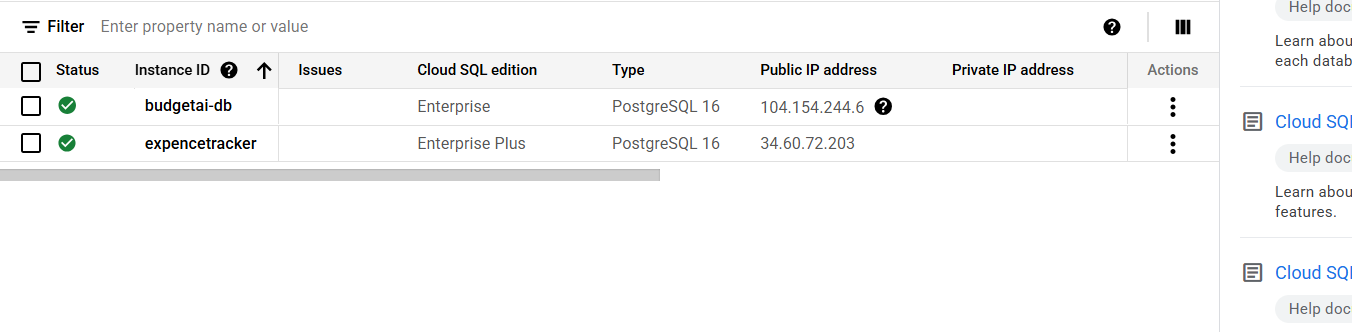 Filter Enter property name or value
Status Instance ID Issues Cloud SQL edition Type Public IP address Private IP address Actions
budgetai-db Enterprise PostgreSQL 16 104.154.244.6
expencetracker Enterprise Plus PostgreSQL 16 34.60.72.203
Help doc
Learn abou
each datab
Cloud SQL
Help doc
Learn abou
features.
Cloud SQL
Help doc